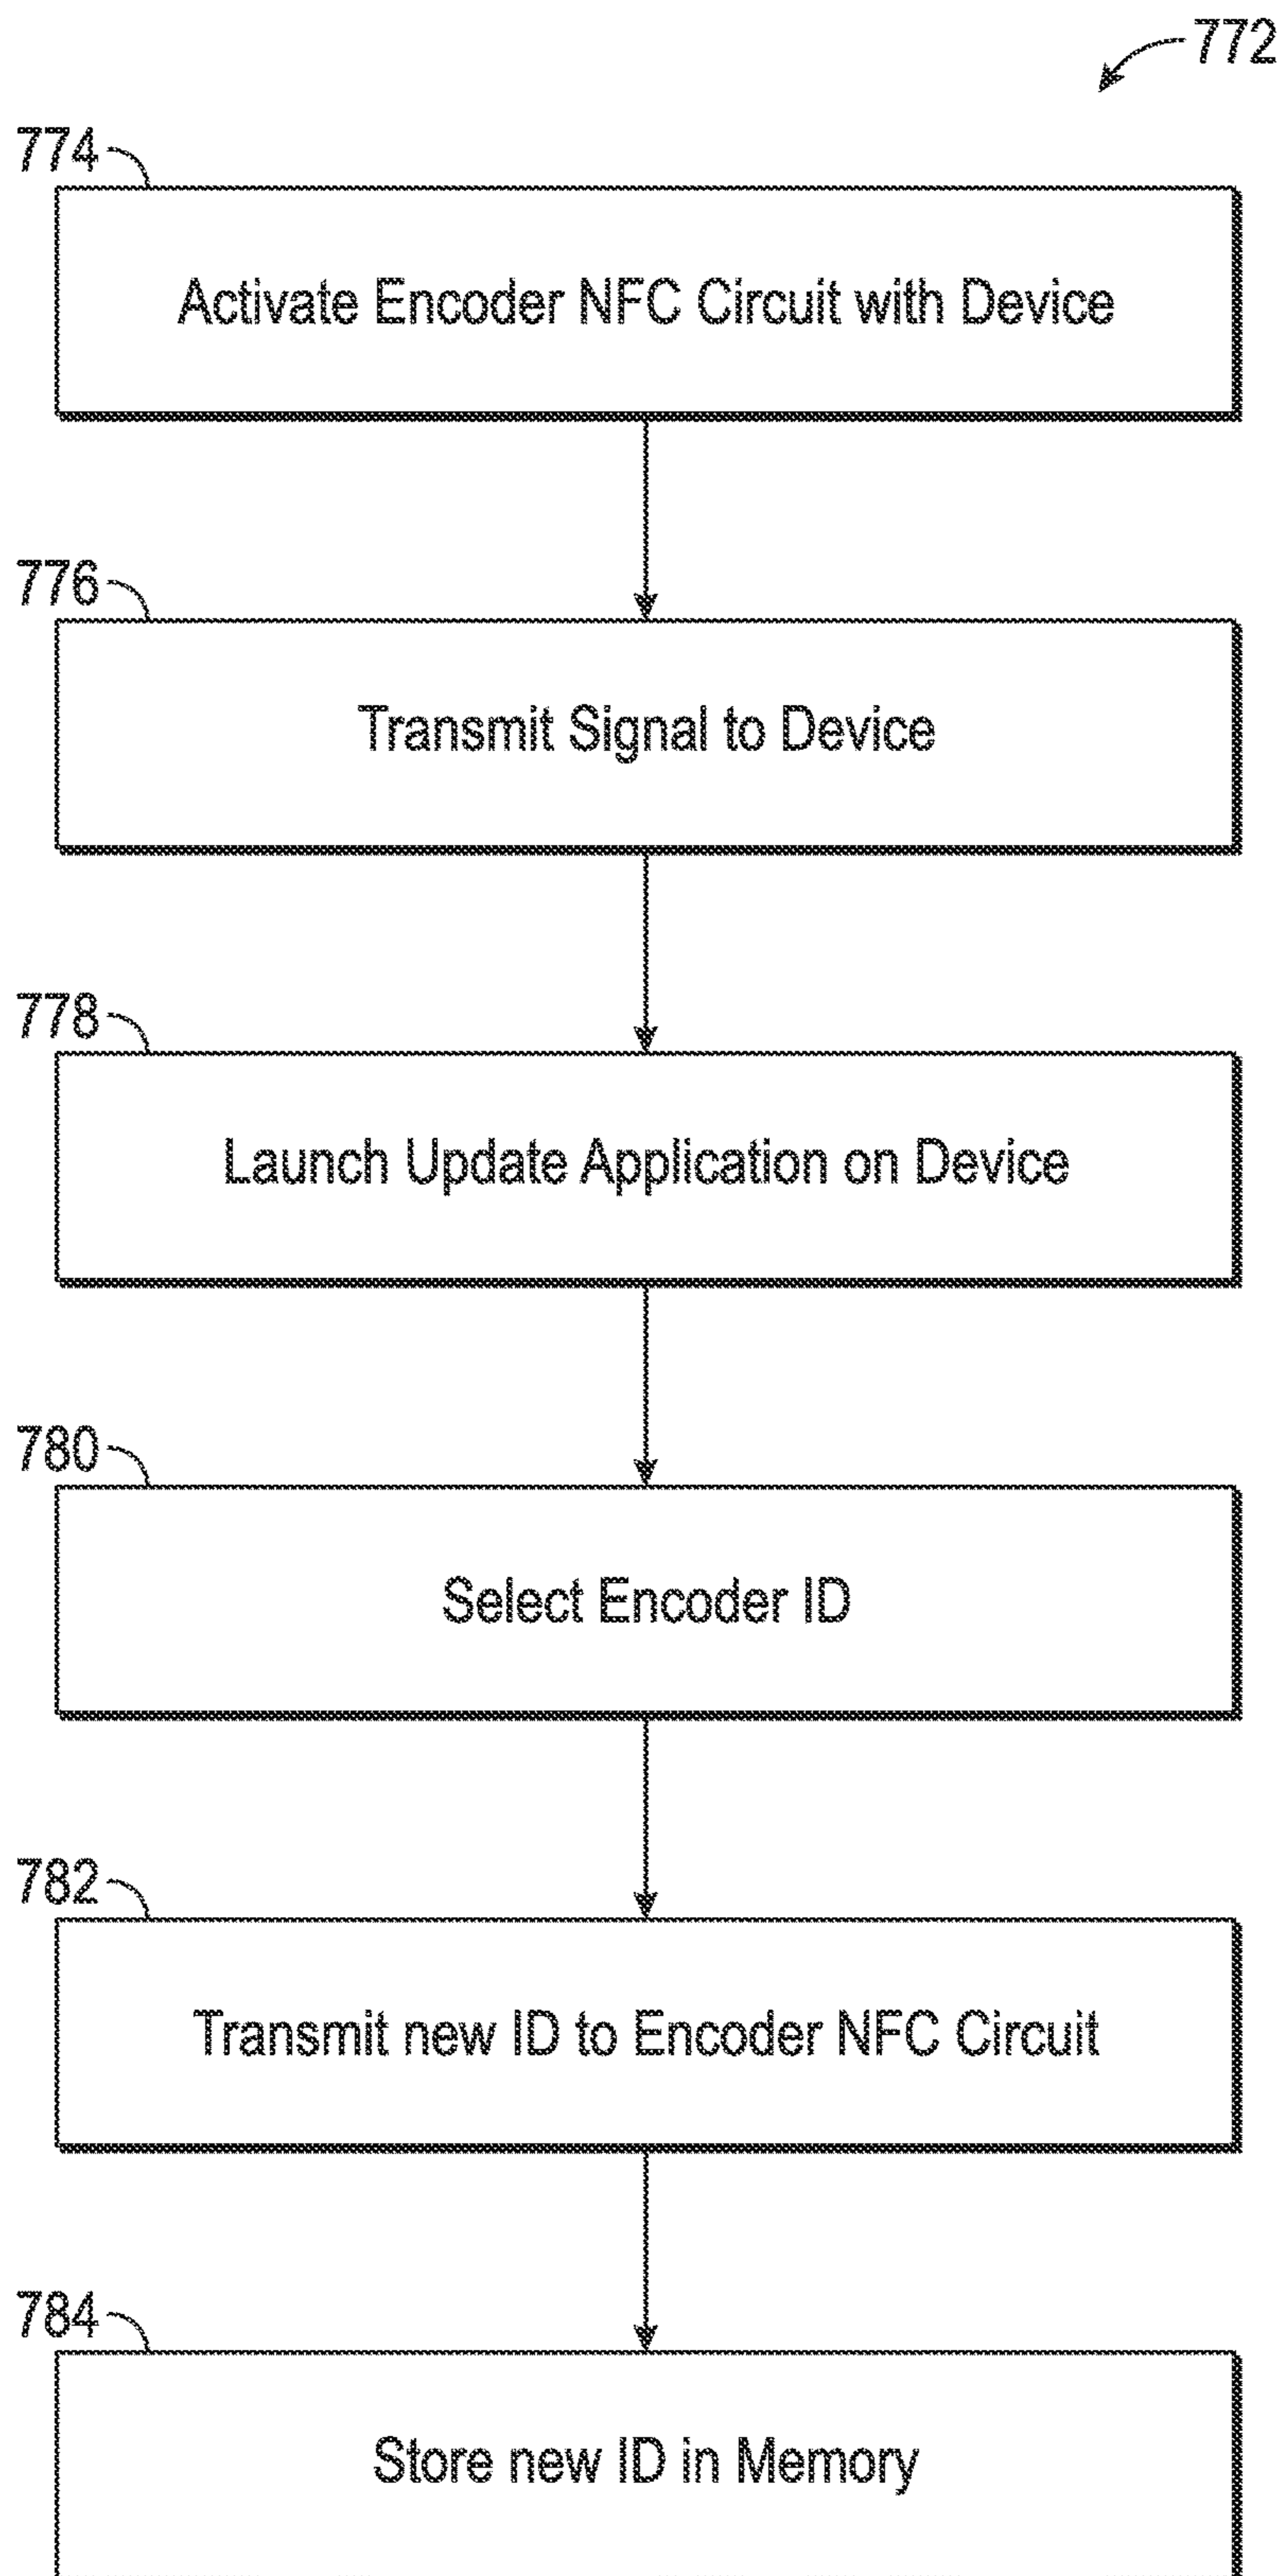 772
774
Activate Encoder NFC Circuit with Device
776
Transmit Signal to Device
778
Launch Update Application on Device
780
Select Encoder ID
782
Transmit new ID to Encoder NFC Circuit
784
Store new ID in Memory